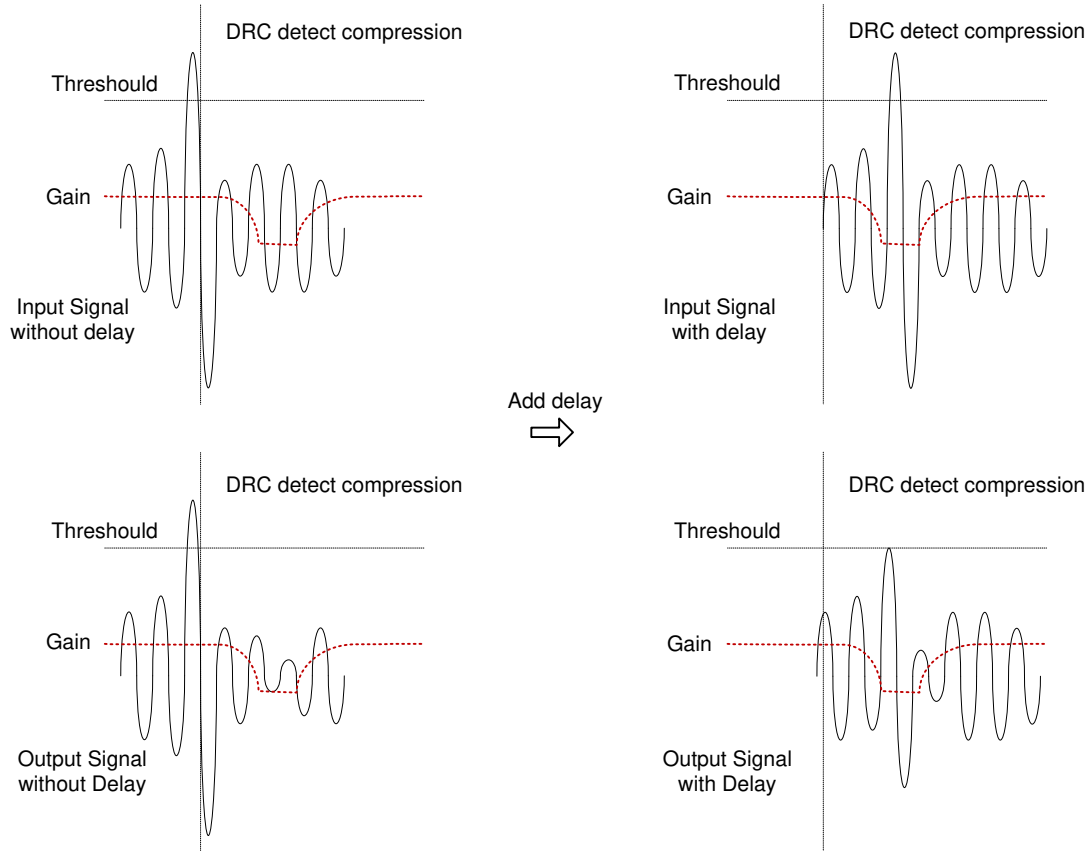 DRC detect compression
Threshould
Gain
Input Signal
without delay
DRC detect compression
Threshould
Gain
Input Signal
with delay
Add delay
DRC detect compression
Threshould
Gain
Output Signal
without Delay
DRC detect compression
Threshould
Gain
Output Signal
with Delay